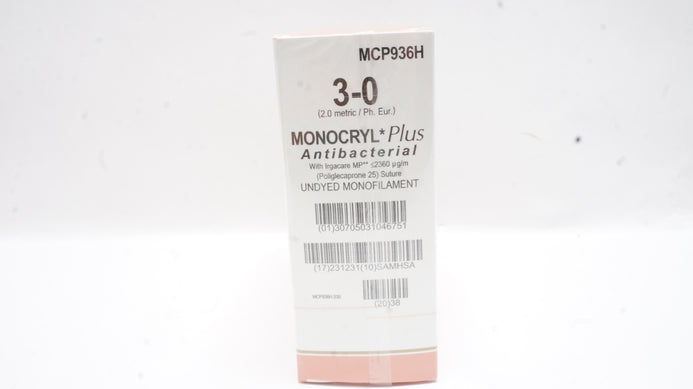 MCP936H
3-0
(2.0 metric / Ph. Eur.)
MONOCRYL* Plus
Antibacterial
With Irgacare MP** ≤2360 µg/m
(Poliglecaprone 25) Suture
UNDYED MONOFILAMENT
(01)30705031046751
(17)231231(10)SAMHSA
(20)38